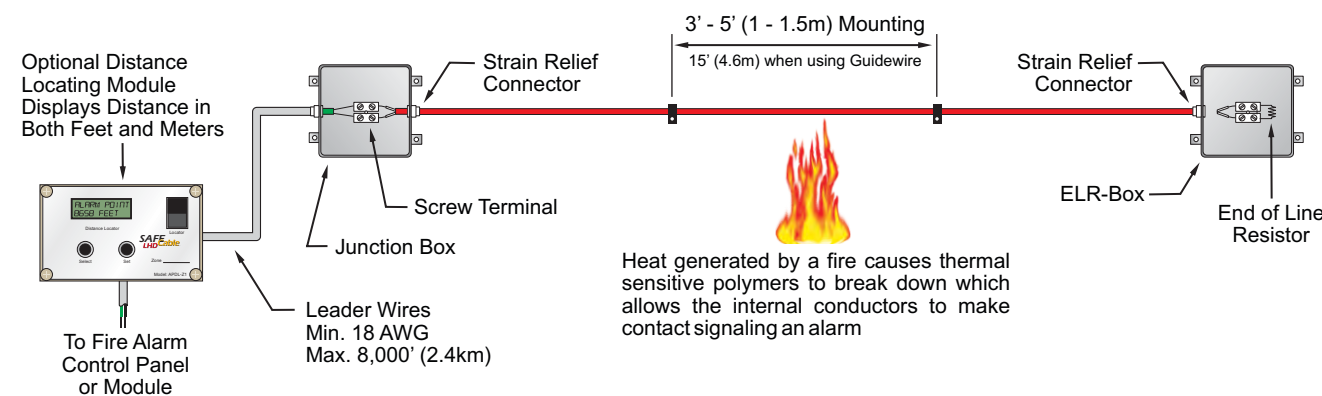 Optional Distance
Locating Module
Displays Distance in
Both Feet and Meters
Strain Relief
Connector
3’ - 5’ (1 - 1.5m) Mounting
15’ (4.6m) when using Guidewire
Strain Relief
Connector
Screw Terminal
Junction Box
ELR-Box
End of Line
Resistor
ALARM POINT
8658 FEET
Distance Locator
Locator
SAFE
LHD Cable
Select
Set
Zone
Model: APDL-Z1
Heat generated by a fire causes thermal
sensitive polymers to break down which
allows the internal conductors to make
contact signaling an alarm
Leader Wires
Min. 18 AWG
Max. 8,000’ (2.4km)
To Fire Alarm
Control Panel
or Module